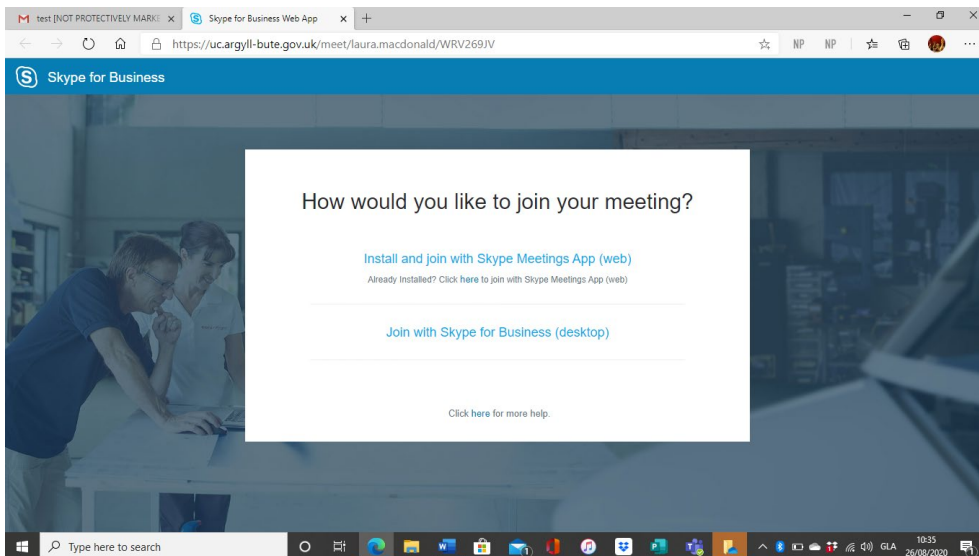 test [NOT PROTECTIVELY MARKE
Skype for Business Web App
https://uc.argyll-bute.gov.uk/meet/laura.macdonald/WRV269JV
NP NP
Skype for Business
How would you like to join your meeting?
Install and join with Skype Meetings App (web)
Already Installed? Click here to join with Skype Meetings App (web)
Join with Skype for Business (desktop)
Click here for more help.
Type here to search
GLA
10:35
26/08/2020